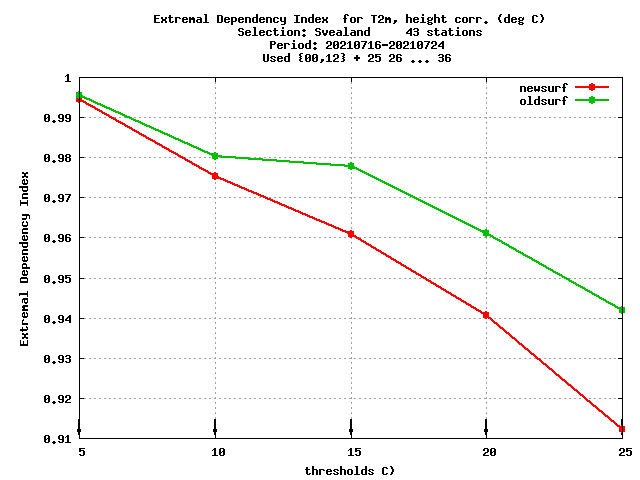 Extremal Dependency Index  for T2m, height corr. (deg C)
Selection: Svealand     43 stations
Period: 20210716-20210724
Used {00,12} + 25 26 ... 36
newsurf
oldsurf
1
0.99
0.98
0.97
0.96
0.95
0.94
0.93
0.92
0.91
Extremal Dependency Index
5 10 15 20 25
thresholds C)